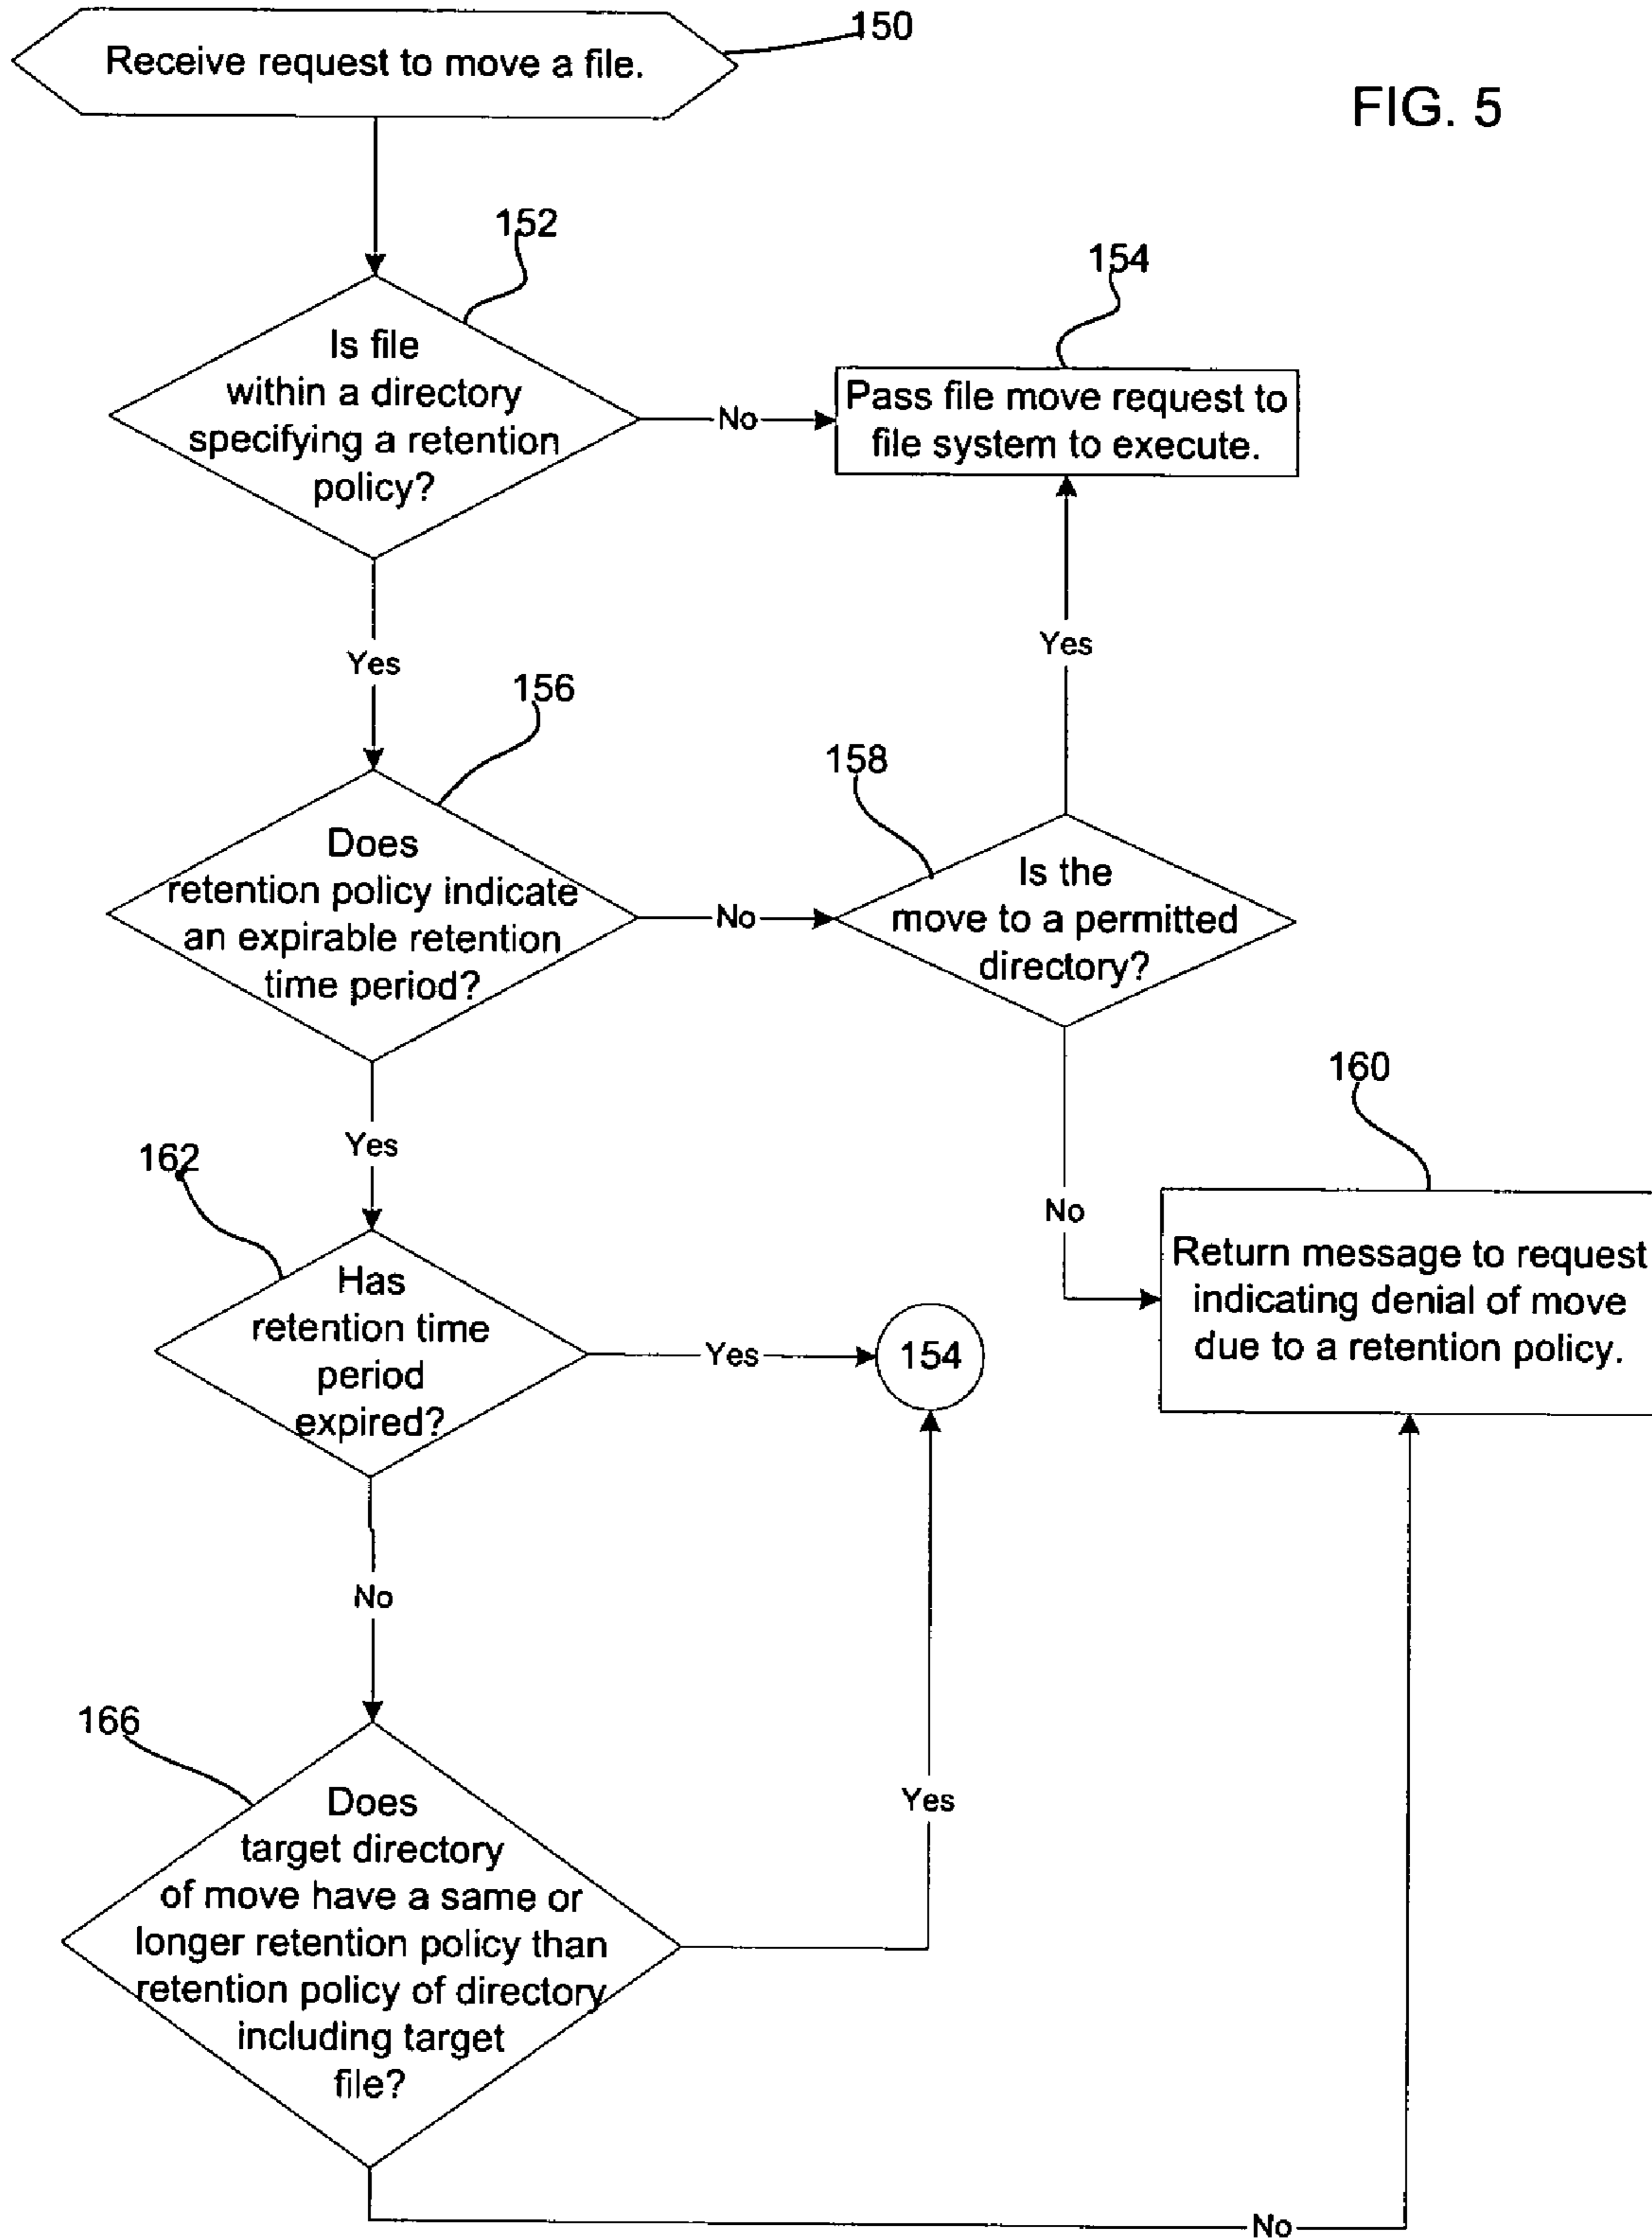 150
Receive request to move a file.
FIG. 5
152
154
Is file
within a directory
specifying a retention
policy?
No
Pass file move request to
file system to execute.
Yes
Yes
156
158
Does
retention policy indicate
an expirable retention
time period?
No
Is the
move to a permitted
directory?
160
Yes
162
No
Return message to request
indicating denial of move
due to a retention policy.
Has
retention time
period
expired?
Yes
154
No
166
Yes
Does
target directory
of move have a same or
longer retention policy than
retention policy of directory
including target
file?
No